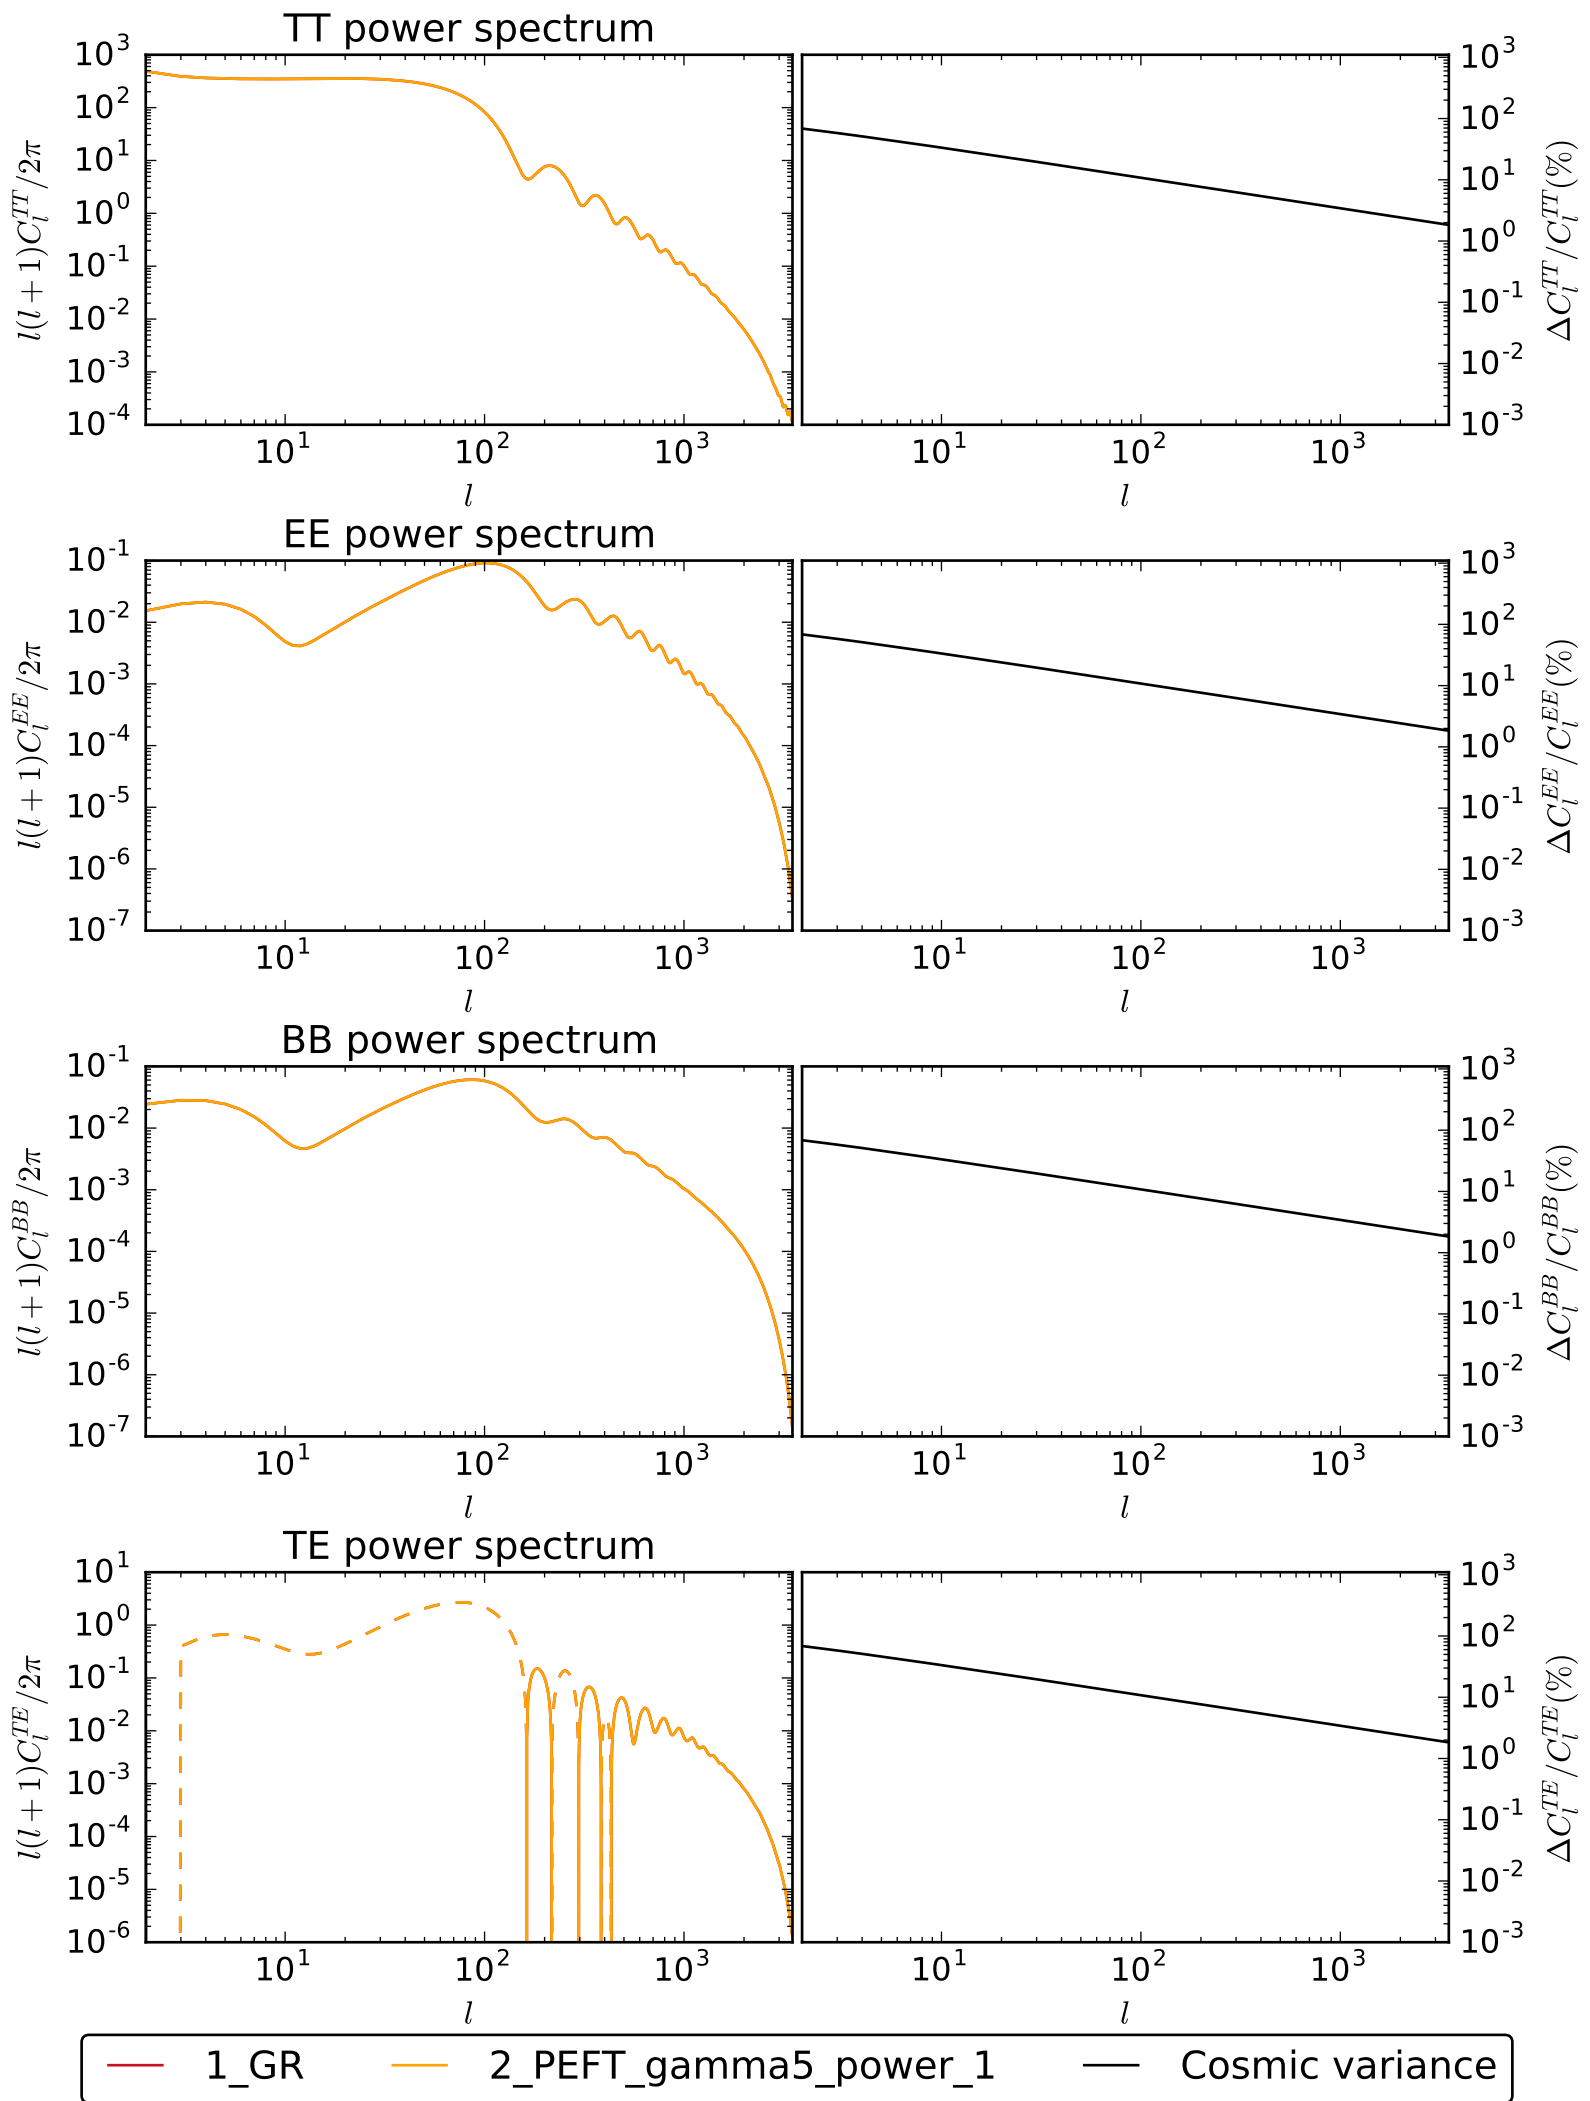 TT power spectrum
10^3
10^2
10^1
10^0
10^-1
10^-2
10^-3
10^-4
l(l+1)C_l^{TT}/2π
10^1 10^2 10^3
l
10^3
10^2
10^1
10^0
10^-1
10^-2
10^-3
ΔC_l^{TT}/C_l^{TT}(%)
10^1 10^2 10^3
l
EE power spectrum
10^-1
10^-2
10^-3
10^-4
10^-5
10^-6
10^-7
l(l+1)C_l^{EE}/2π
10^1 10^2 10^3
l
10^3
10^2
10^1
10^0
10^-1
10^-2
10^-3
ΔC_l^{EE}/C_l^{EE}(%)
10^1 10^2 10^3
l
BB power spectrum
10^-1
10^-2
10^-3
10^-4
10^-5
10^-6
10^-7
l(l+1)C_l^{BB}/2π
10^1 10^2 10^3
l
10^3
10^2
10^1
10^0
10^-1
10^-2
10^-3
ΔC_l^{BB}/C_l^{BB}(%)
10^1 10^2 10^3
l
TE power spectrum
10^1
10^0
10^-1
10^-2
10^-3
10^-4
10^-5
10^-6
l(l+1)C_l^{TE}/2π
10^1 10^2 10^3
l
10^3
10^2
10^1
10^0
10^-1
10^-2
10^-3
ΔC_l^{TE}/C_l^{TE}(%)
10^1 10^2 10^3
l
1_GR 2_PEFT_gamma5_power_1 Cosmic variance